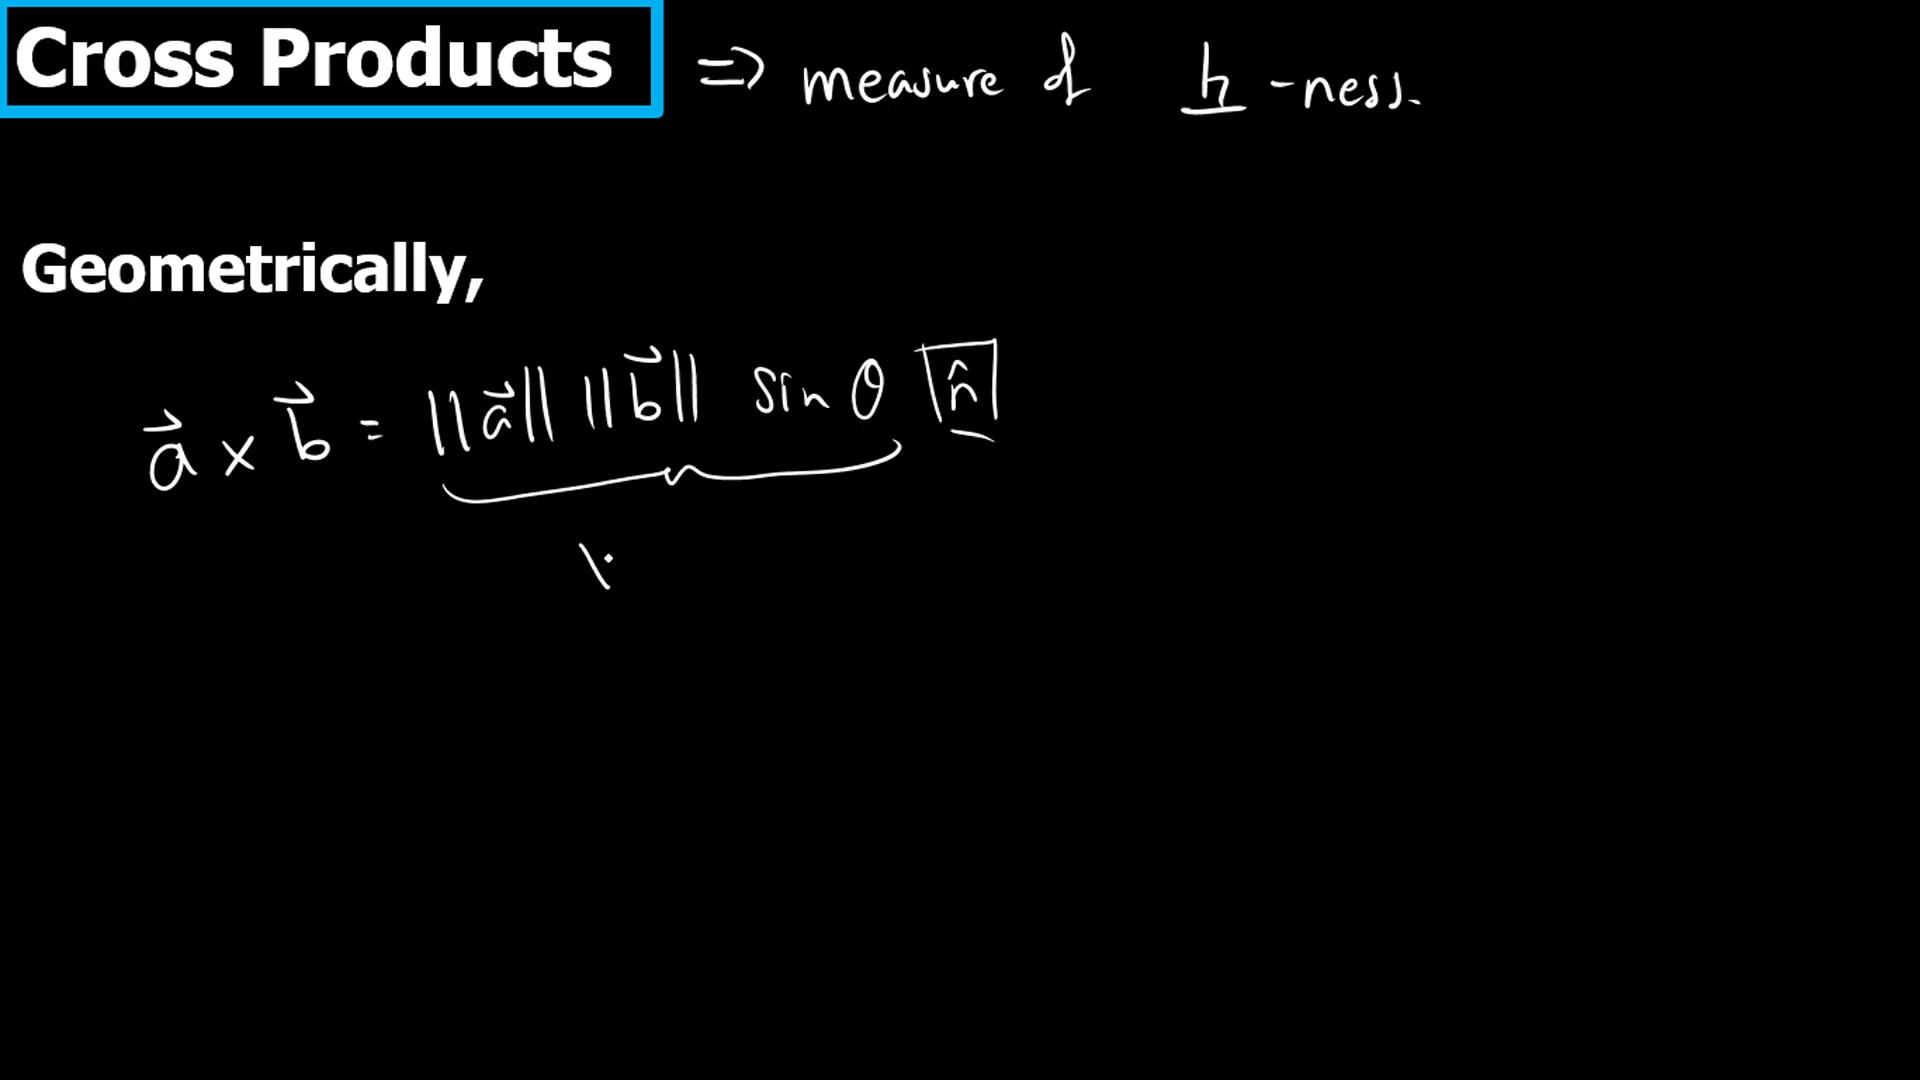 Cross Products => measure of h -ness.
Geometrically,
a⃗ × b⃗ = ||a⃗|| ||b⃗|| sin θ n̂